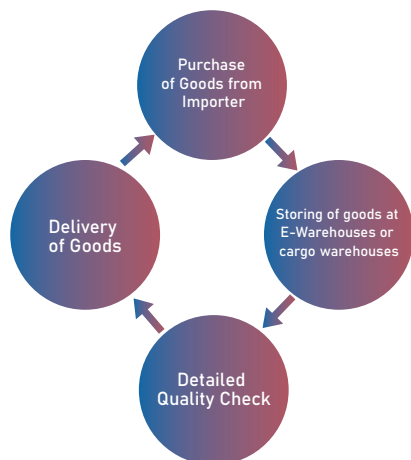 Purchase
of Goods from
Importer
Storing of goods at
E-Warehouses or
cargo warehouses
Detailed
Quality Check
Delivery
of Goods